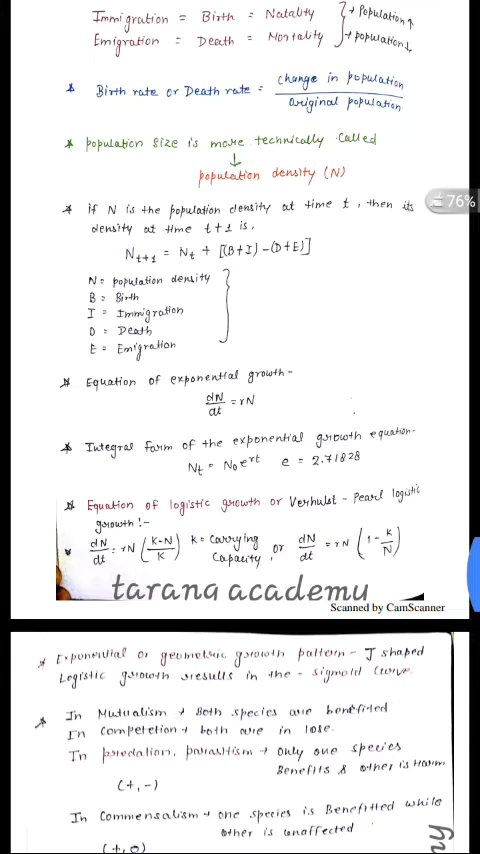 Immigration = Birth = Natality } → Population ↑
Emigration = Death = Mortality } → population ↓
* Birth rate or Death rate = change in population / original population
* population size is more technically called
↓
population density (N)
* if N is the population density at time t, then its
density at time t+1 is,
76%
Nt+1 = Nt + [(B+I) - (D+E)]
N = population density
B = Birth
I = Immigration
D = Death
E = Emigration
* Equation of exponential growth -
dN/dt = rN
* Integral form of the exponential growth equation -
Nt = N0 e^rt e = 2.71828
* Equation of logistic growth or Verhulst - Pearl logistic
growth :-
dN/dt = rN (K-N/K) K = Carrying capacity, or dN/dt = rN (1 - K/N)
tarana academy
Scanned by CamScanner
* Exponential or geometric growth pattern - J shaped
Logistic growth results in the - sigmoid curve.
* In Mutualism → Both species are benefited
In competetion → both are in lose.
In predation, parasitism → only one species
Benefits & other is Harm
(+, -)
In Commensalism → one species is Benefitted while
other is unaffected
(+, 0)
my